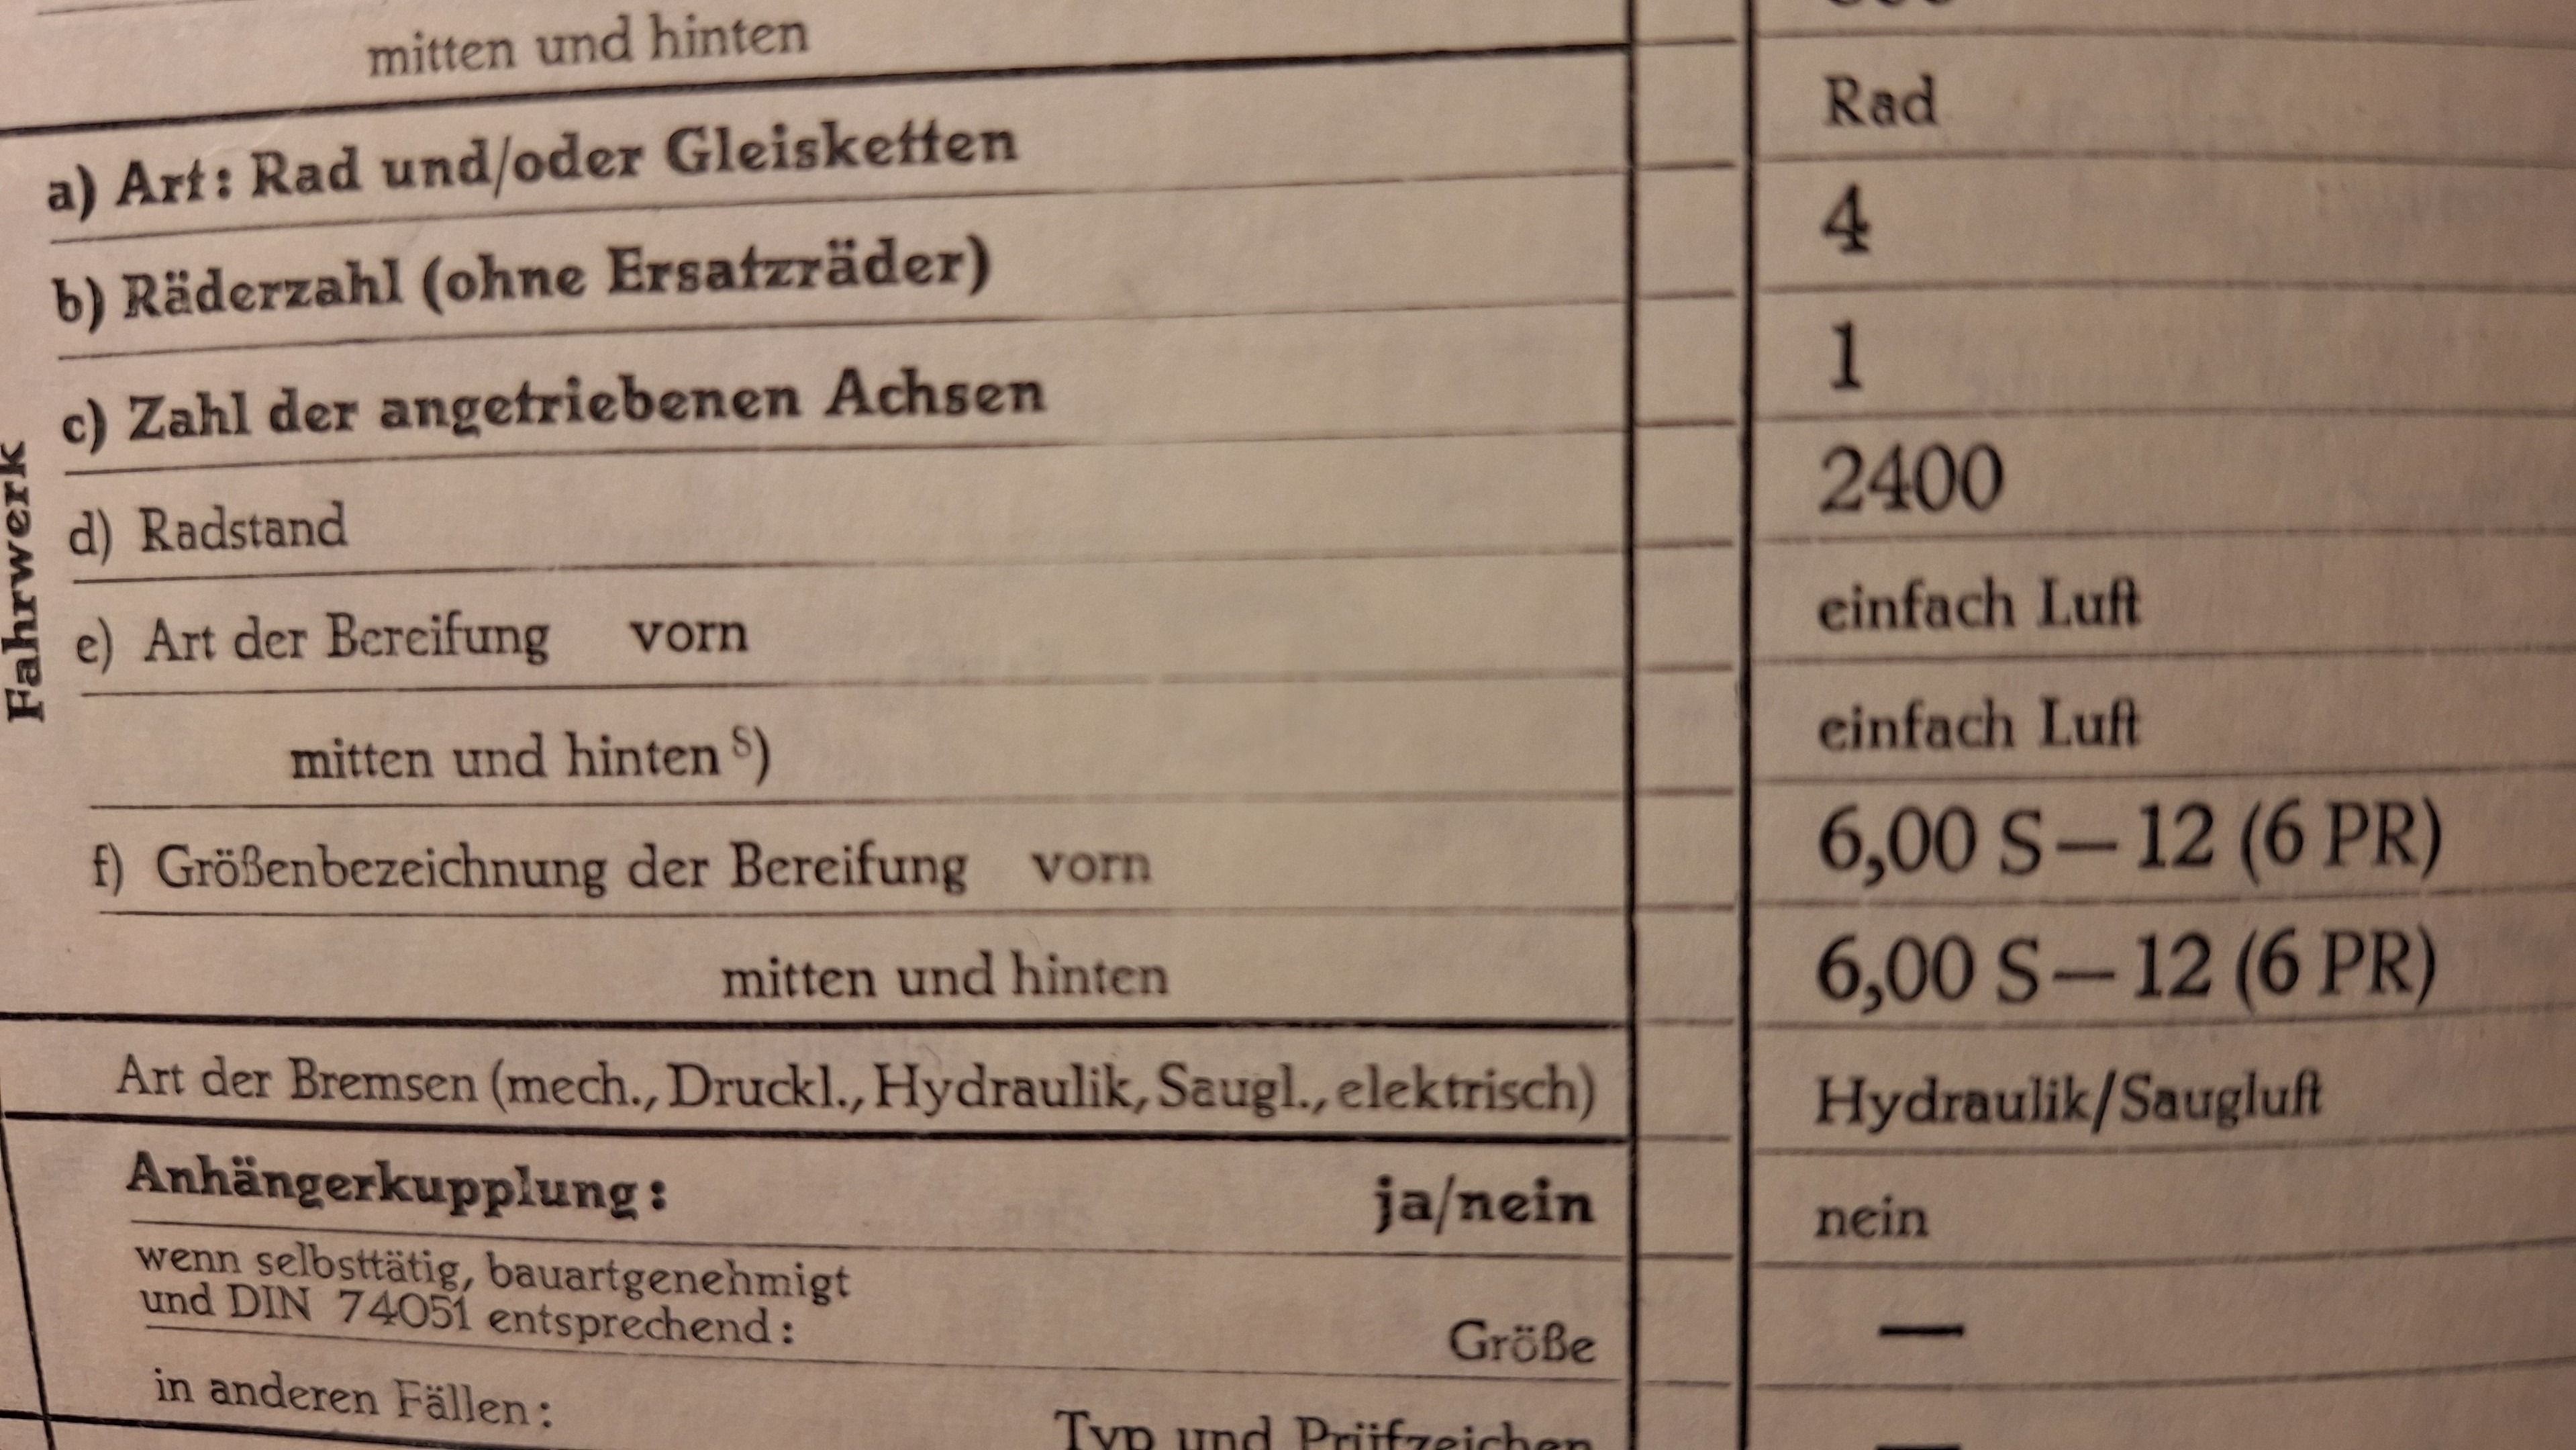 mitten und hinten
a) Art: Rad und/oder Gleisketten Rad
b) Räderzahl (ohne Ersatzräder) 4
c) Zahl der angetriebenen Achsen 1
Fahrwerk
d) Radstand 2400
e) Art der Bereifung vorn einfach Luft
mitten und hinten S) einfach Luft
f) Größenbezeichnung der Bereifung vorn 6,00 S — 12 (6 PR)
mitten und hinten 6,00 S — 12 (6 PR)
Art der Bremsen (mech., Druckl., Hydraulik, Saugl., elektrisch) Hydraulik/Saugluft
Anhängerkupplung: ja/nein nein
wenn selbsttätig, bauartgenehmigt
und DIN 74051 entsprechend: Größe —
in anderen Fällen:
Typ und Prüfzeichen —